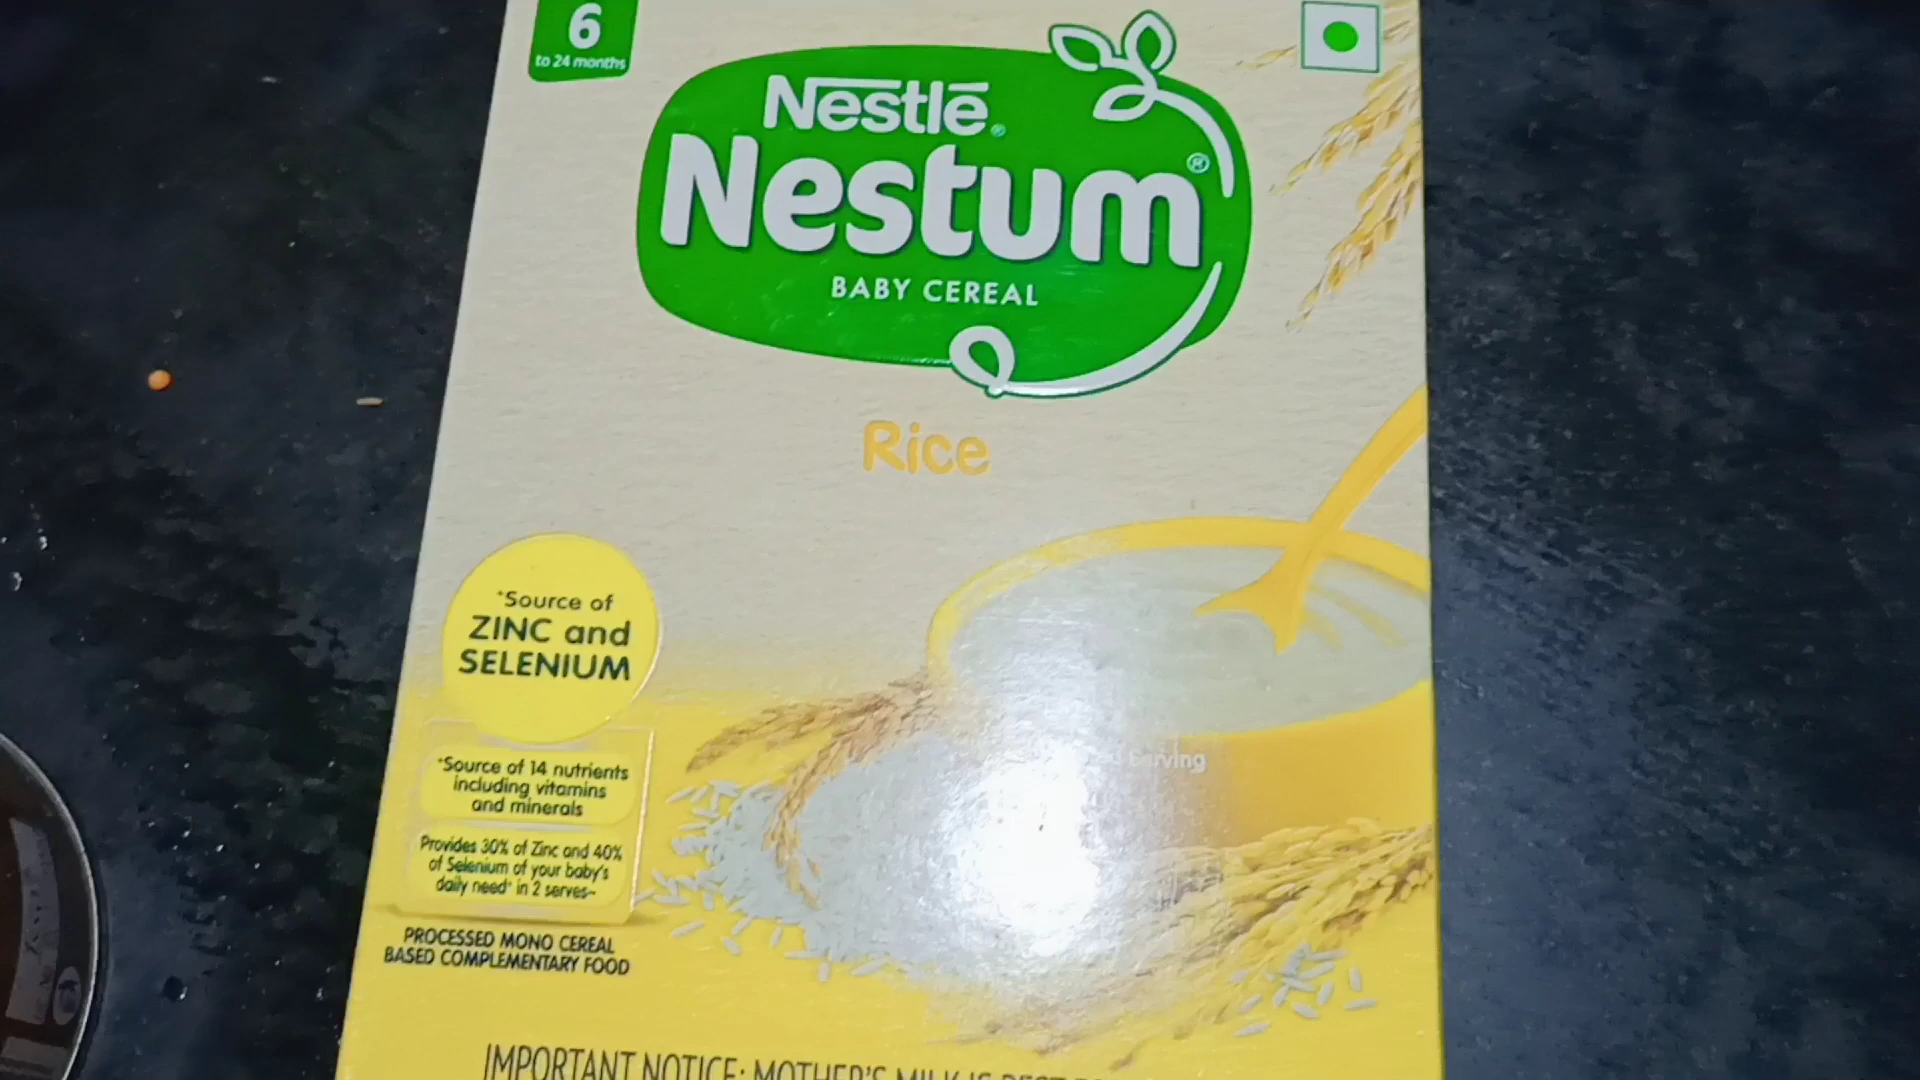 6
to 24 months
Nestlé®
Nestum®
BABY CEREAL
Rice
*Source of
ZINC and
SELENIUM
*Source of 14 nutrients
including vitamins
and minerals
Provides 30% of Zinc and 40%
of Selenium of your baby's
daily need* in 2 serves~
serving
PROCESSED MONO CEREAL
BASED COMPLEMENTARY FOOD
IMPORTANT NOTICE: MOTHER'S MILK IS BEST